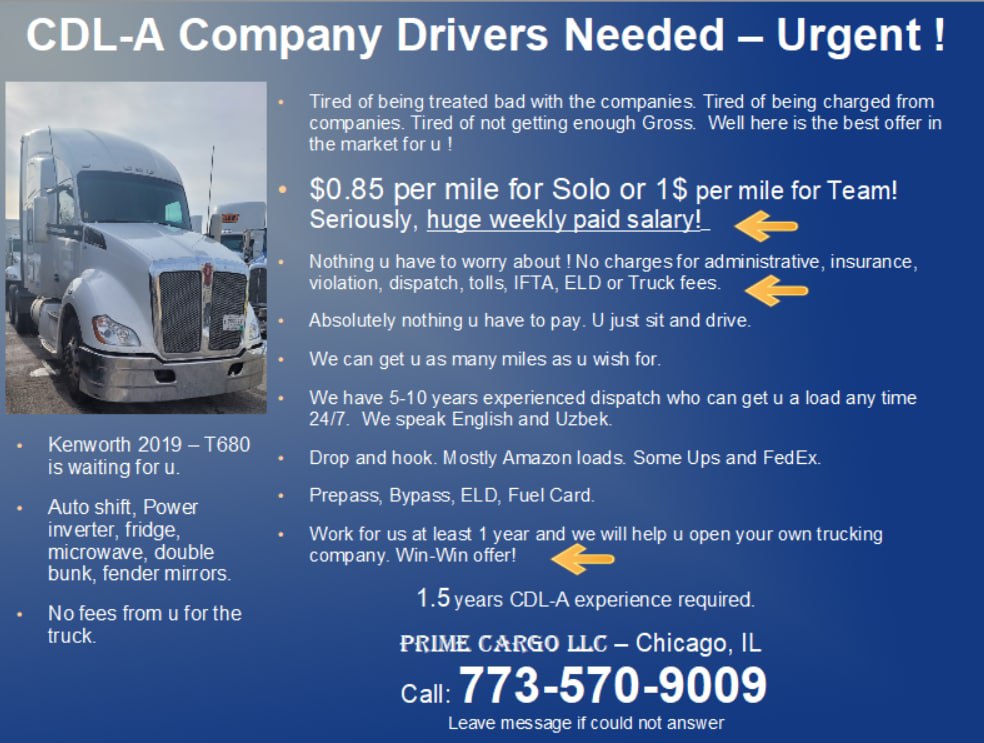 CDL-A Company Drivers Needed – Urgent !
• Tired of being treated bad with the companies. Tired of being charged from
companies. Tired of not getting enough Gross. Well here is the best offer in
the market for u !
• $0.85 per mile for Solo or 1$ per mile for Team!
Seriously, huge weekly paid salary!
• Nothing u have to worry about ! No charges for administrative, insurance,
violation, dispatch, tolls, IFTA, ELD or Truck fees.
• Absolutely nothing u have to pay. U just sit and drive.
• We can get u as many miles as u wish for.
• We have 5-10 years experienced dispatch who can get u a load any time
24/7. We speak English and Uzbek.
• Drop and hook. Mostly Amazon loads. Some Ups and FedEx.
• Prepass, Bypass, ELD, Fuel Card.
• Work for us at least 1 year and we will help u open your own trucking
company. Win-Win offer!
• Kenworth 2019 – T680
is waiting for u.
• Auto shift, Power
inverter, fridge,
microwave, double
bunk, fender mirrors.
• No fees from u for the
truck.
1.5 years CDL-A experience required.
PRIME CARGO LLC – Chicago, IL
Call: 773-570-9009
Leave message if could not answer